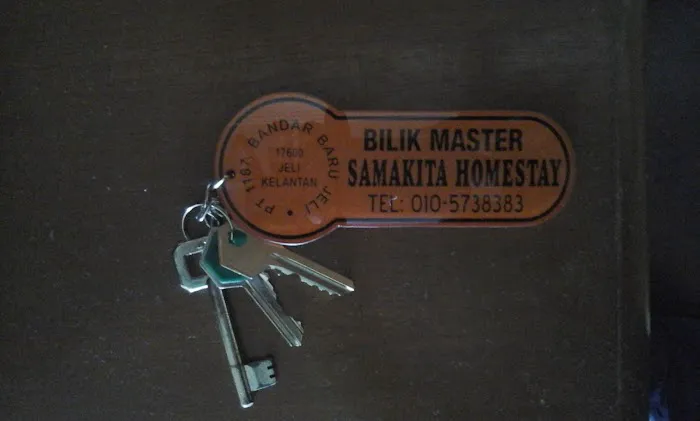 PT 1187 BANDAR BARU JELI
17600
JELI
KELANTAN
BILIK MASTER
SAMAKITA HOMESTAY
TEL: 010-5738383